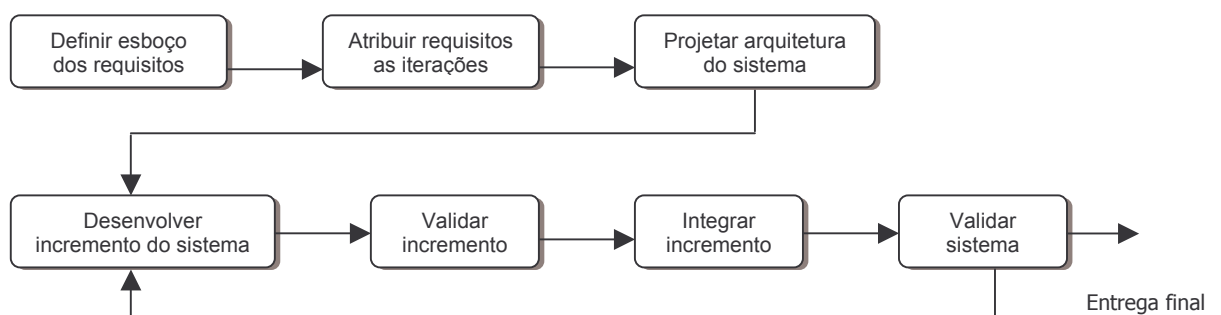 Definir esboço
dos requisitos
Atribuir requisitos
as iterações
Projetar arquitetura
do sistema
Desenvolver
incremento do sistema
Validar
incremento
Integrar
incremento
Validar
sistema
Entrega final